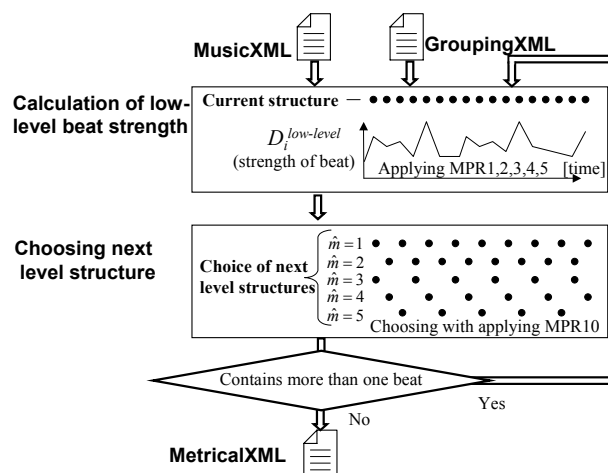 MusicXML
GroupingXML
Calculation of low-
level beat strength
Current structure
D_i^{low-level}
(strength of beat)
Applying MPR1,2,3,4,5
[time]
Choosing next
level structure
Choice of next
level structures
m̂ = 1
m̂ = 2
m̂ = 3
m̂ = 4
m̂ = 5
Choosing with applying MPR10
Contains more than one beat
Yes
No
MetricalXML